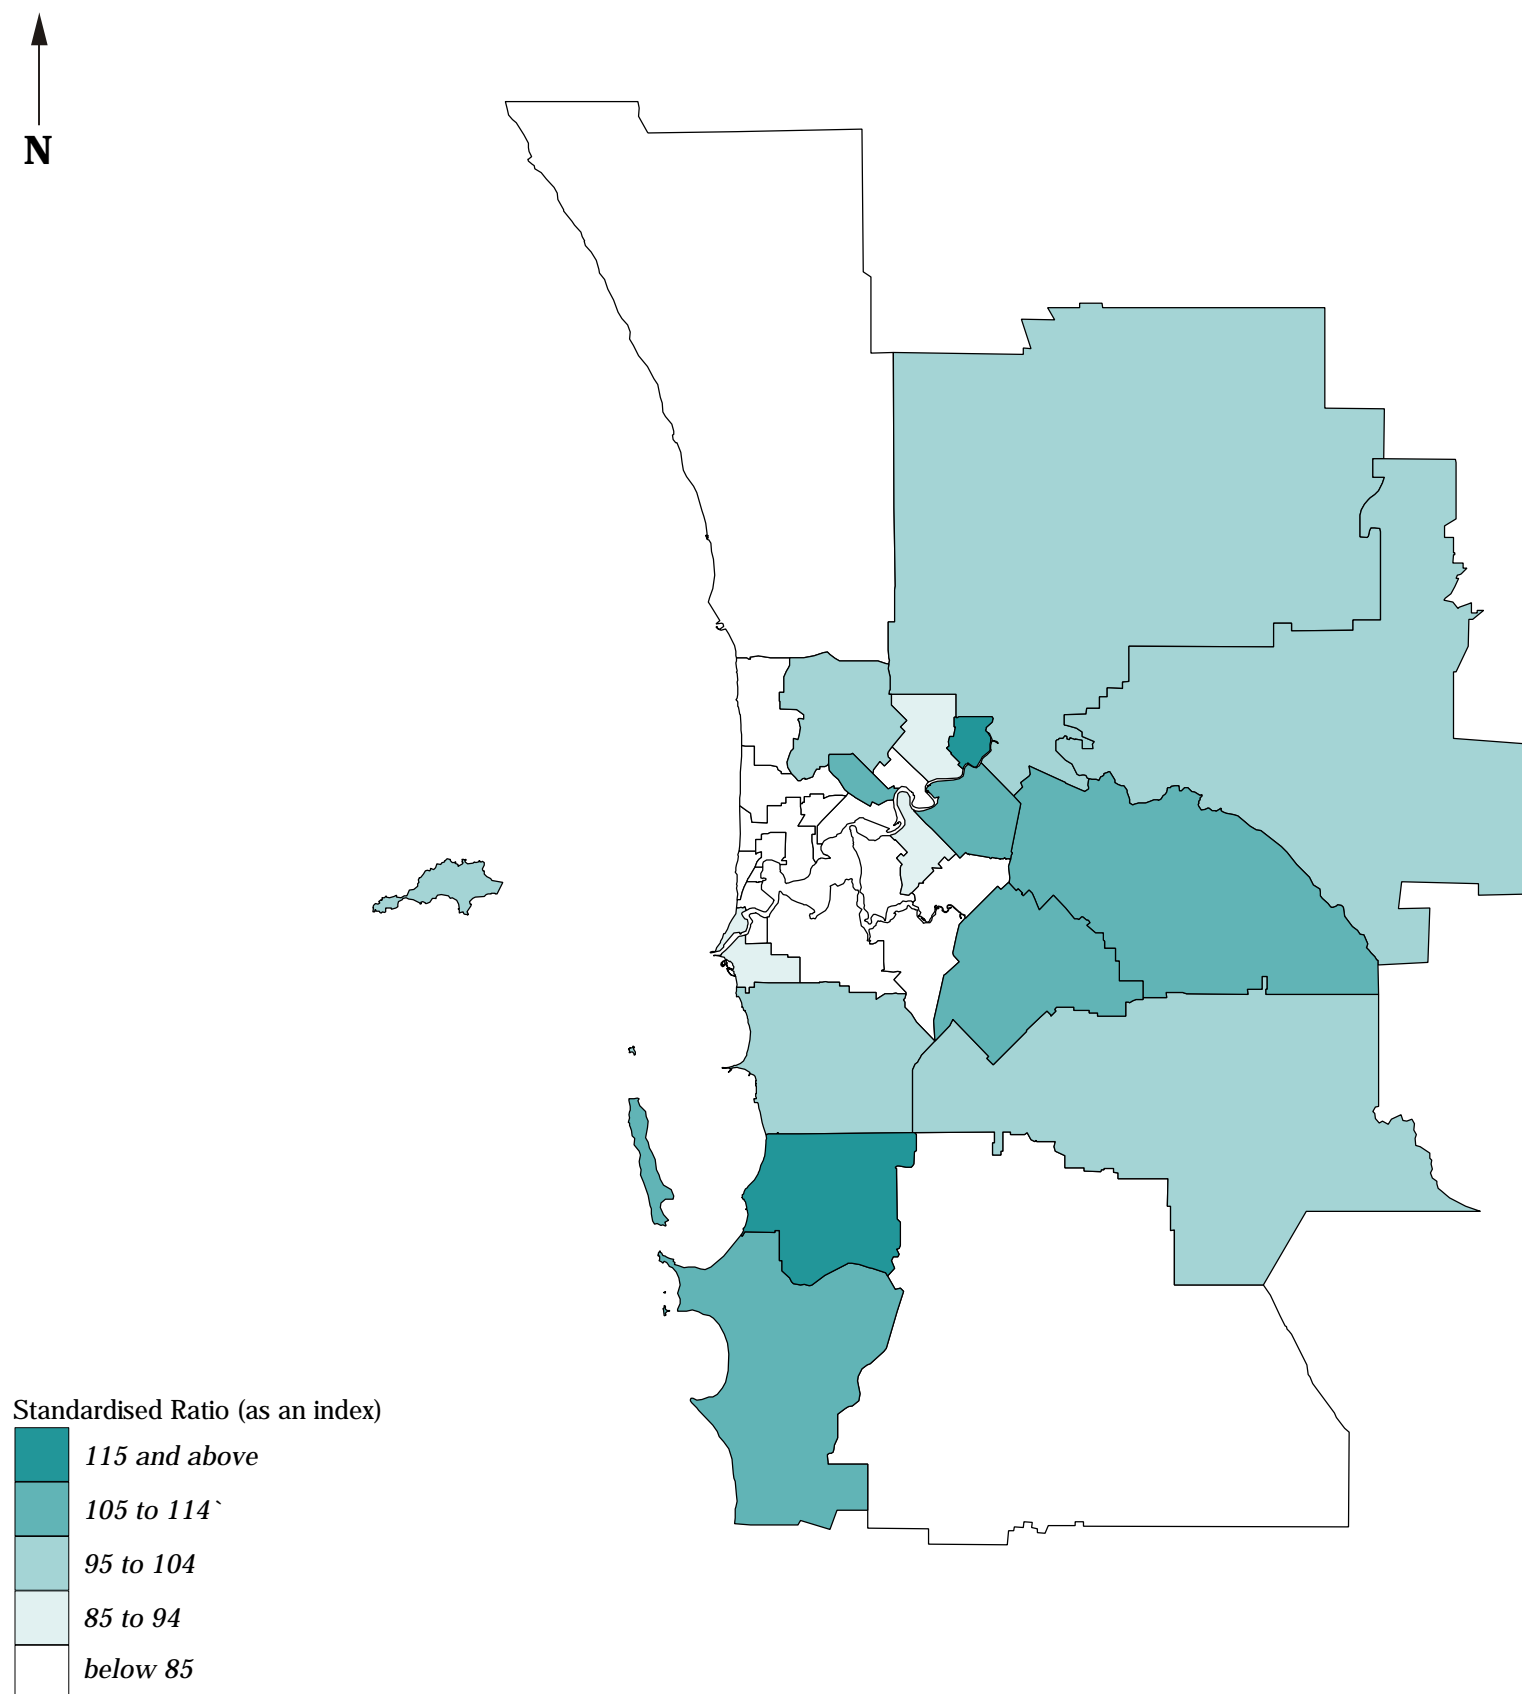 N
Standardised Ratio (as an index)
115 and above
105 to 114`
95 to 104
85 to 94
below 85